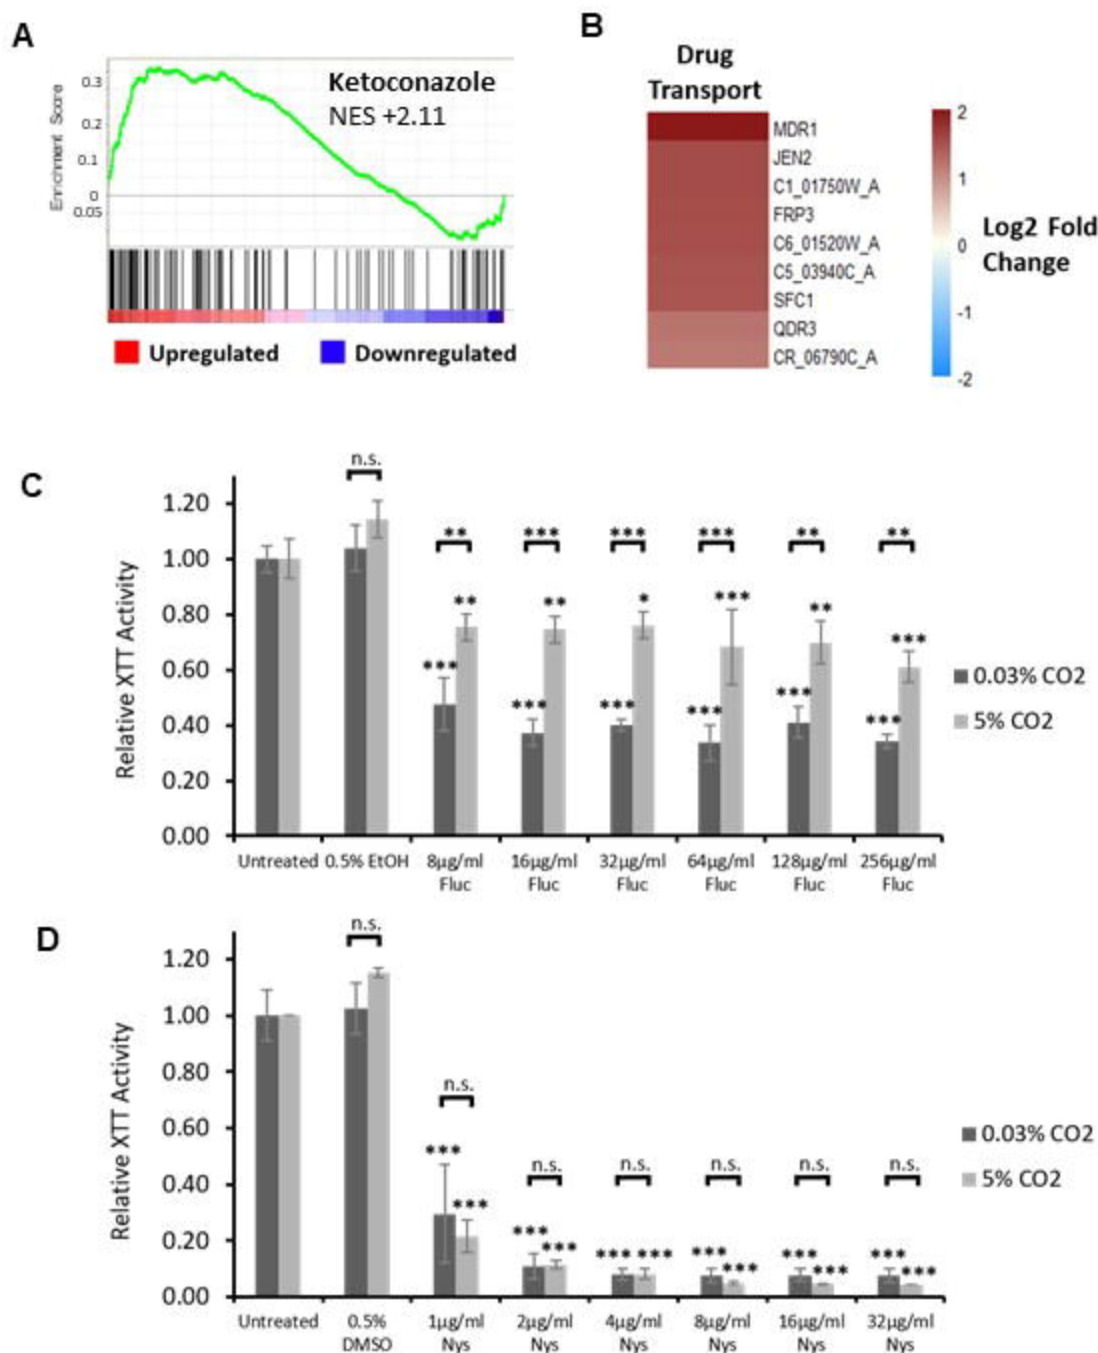 A
Ketoconazole
NES +2.11
Enrichment Score
0.3
0.2
0.1
0
0.05
Upregulated
Downregulated
B
Drug
Transport
MDR1
JEN2
C1_01750W_A
FRP3
C6_01520W_A
C5_03940C_A
SFC1
QDR3
CR_06790C_A
2
1
0
-1
-2
Log2 Fold
Change
C
Relative XTT Activity
1.20
1.00
0.80
0.60
0.40
0.20
0.00
n.s.
** *** *** *** ** **
** ** * *** ** ***
*** *** *** *** *** ***
0.03% CO2
5% CO2
Untreated 0.5% EtOH 8µg/ml 16µg/ml 32µg/ml 64µg/ml 128µg/ml 256µg/ml
Fluc Fluc Fluc Fluc Fluc Fluc
D
Relative XTT Activity
1.20
1.00
0.80
0.60
0.40
0.20
0.00
n.s.
n.s.
n.s. n.s. n.s. n.s. n.s.
*** *** *** *** *** ***
*** *** *** *** *** ***
0.03% CO2
5% CO2
Untreated 0.5% 1µg/ml 2µg/ml 4µg/ml 8µg/ml 16µg/ml 32µg/ml
DMSO Nys Nys Nys Nys Nys Nys